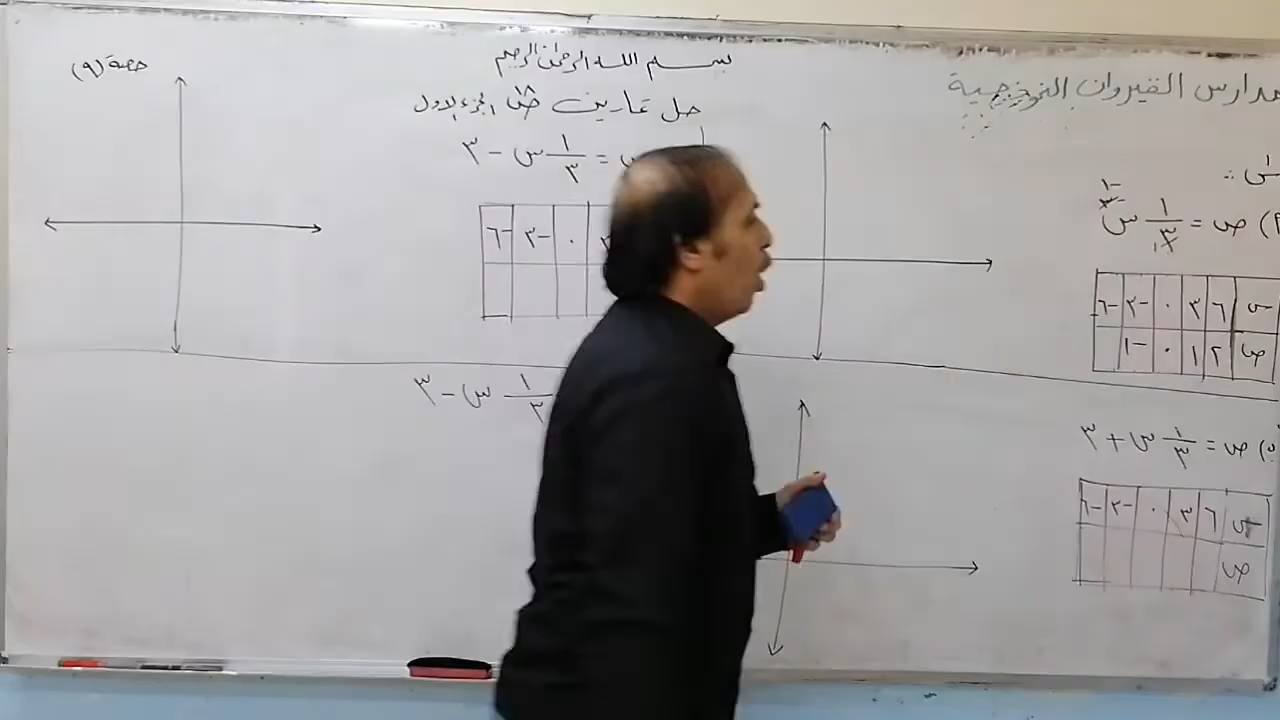 مدارس القيروان النموذجية
بسم الله الرحمن الرحيم
حصة (٩)
حل تمارين ص ١٨ الجزء الاول
ص = ١/٣ س
س ٦ ٣ ٠ -٣ -٦
ص ٢ ١ ٠ -١
ص = ١/٣ س + ٣
س ٦ ٣ ٠ -٣ -٦
ص
= ١/٣ س - ٣
٠ -٣ -٦
١/٣ س - ٣